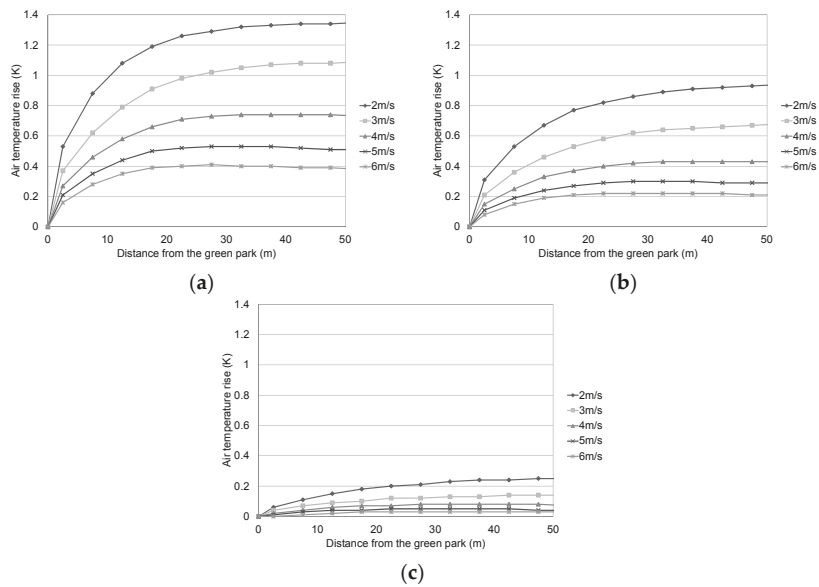 1.4
1.2
1
0.8
0.6
0.4
0.2
0
Air temperature rise (K)
0 10 20 30 40 50
Distance from the green park (m)
2m/s
3m/s
4m/s
5m/s
6m/s
(a)
1.4
1.2
1
0.8
0.6
0.4
0.2
0
Air temperature rise (K)
0 10 20 30 40 50
Distance from the green park (m)
2m/s
3m/s
4m/s
5m/s
6m/s
(b)
1.4
1.2
1
0.8
0.6
0.4
0.2
0
Air temperature rise (K)
0 10 20 30 40 50
Distance from the green park (m)
2m/s
3m/s
4m/s
5m/s
6m/s
(c)